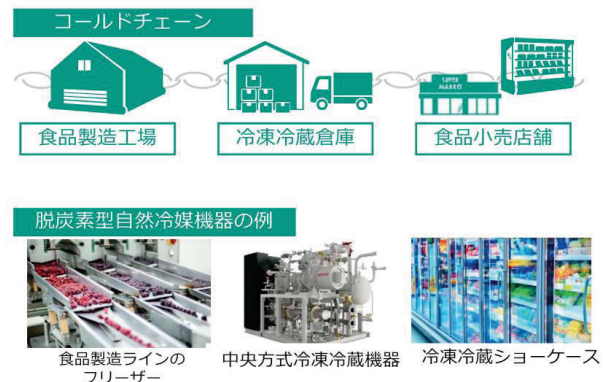 コールドチェーン
SUPER
MARKET
食品製造工場
冷凍冷蔵倉庫
食品小売店舗
脱炭素型自然冷媒機器の例
食品製造ラインの
フリーザー
中央方式冷凍冷蔵機器
冷凍冷蔵ショーケース